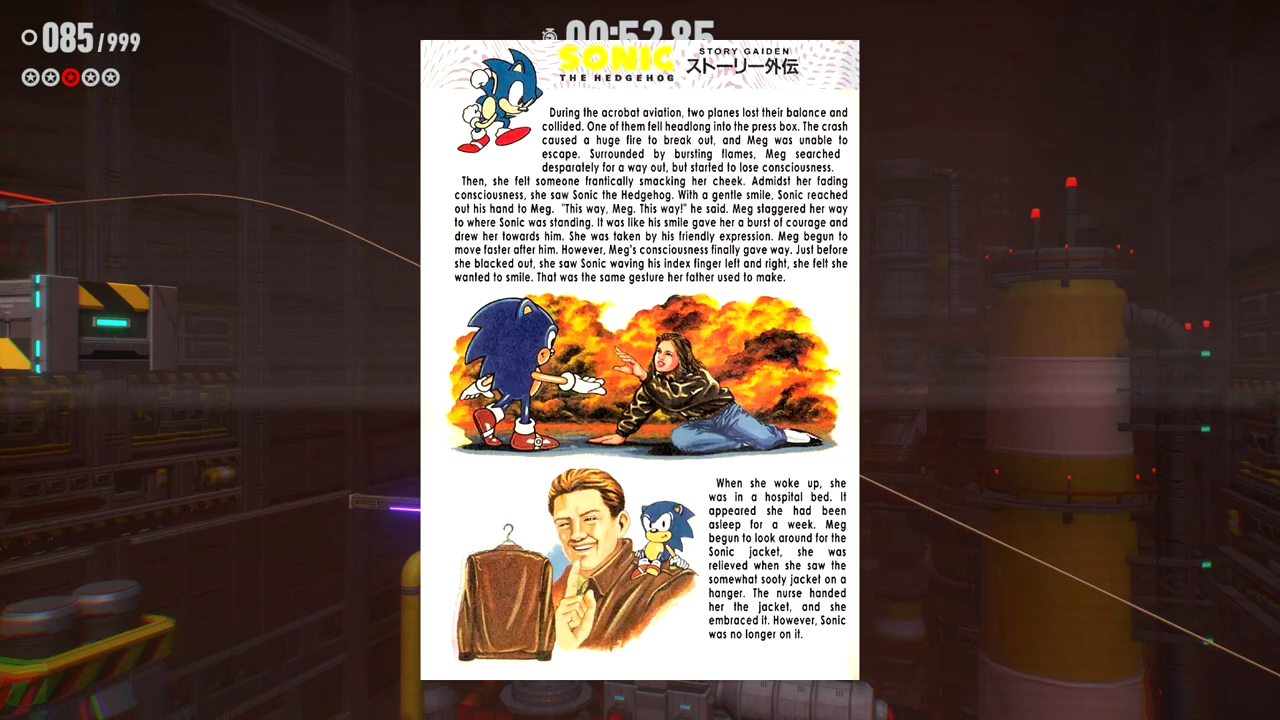 085/999
00:52.85
SONIC
THE HEDGEHOG
STORY GAIDEN
ストーリー外伝
During the acrobat aviation, two planes lost their balance and
collided. One of them fell headlong into the press box. The crash
caused a huge fire to break out, and Meg was unable to
escape. Surrounded by bursting flames, Meg searched
desparately for a way out, but started to lose consciousness.
Then, she felt someone frantically smacking her cheek. Admidst her fading
consciousness, she saw Sonic the Hedgehog. With a gentle smile, Sonic reached
out his hand to Meg. "This way, Meg. This way!" he said. Meg staggered her way
to where Sonic was standing. It was like his smile gave her a burst of courage and
drew her towards him. She was taken by his friendly expression. Meg begun to
move faster after him. However, Meg's consciousness finally gave way. Just before
she blacked out, she saw Sonic waving his index finger left and right, she felt she
wanted to smile. That was the same gesture her father used to make.
When she woke up, she
was in a hospital bed. It
appeared she had been
asleep for a week. Meg
begun to look around for the
Sonic jacket, she was
relieved when she saw the
somewhat sooty jacket on a
hanger. The nurse handed
her the jacket, and she
embraced it. However, Sonic
was no longer on it.